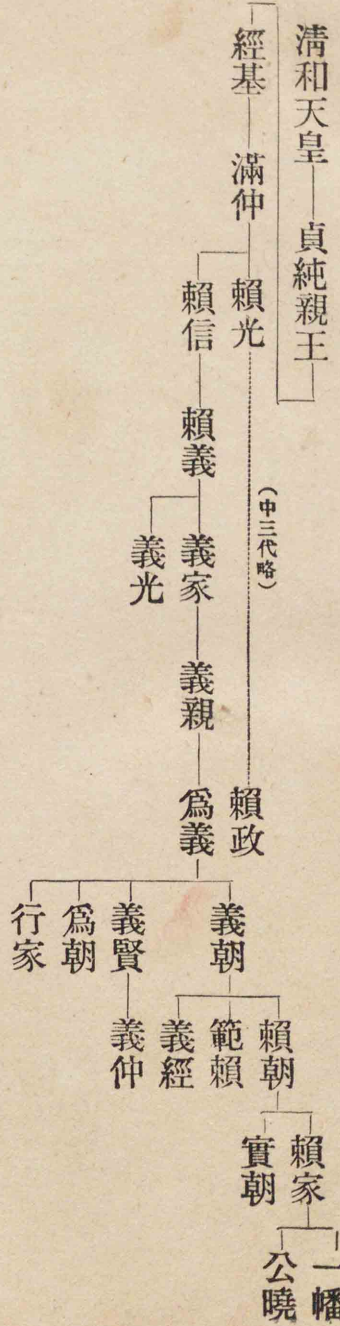 清和天皇
貞純親王
經基
滿仲
賴光
(中三代略)
賴政
賴信
賴義
義家
義光
義親
爲義
義朝
義賢
爲朝
行家
賴朝
範賴
義經
義仲
賴家
實朝
一幡
公曉